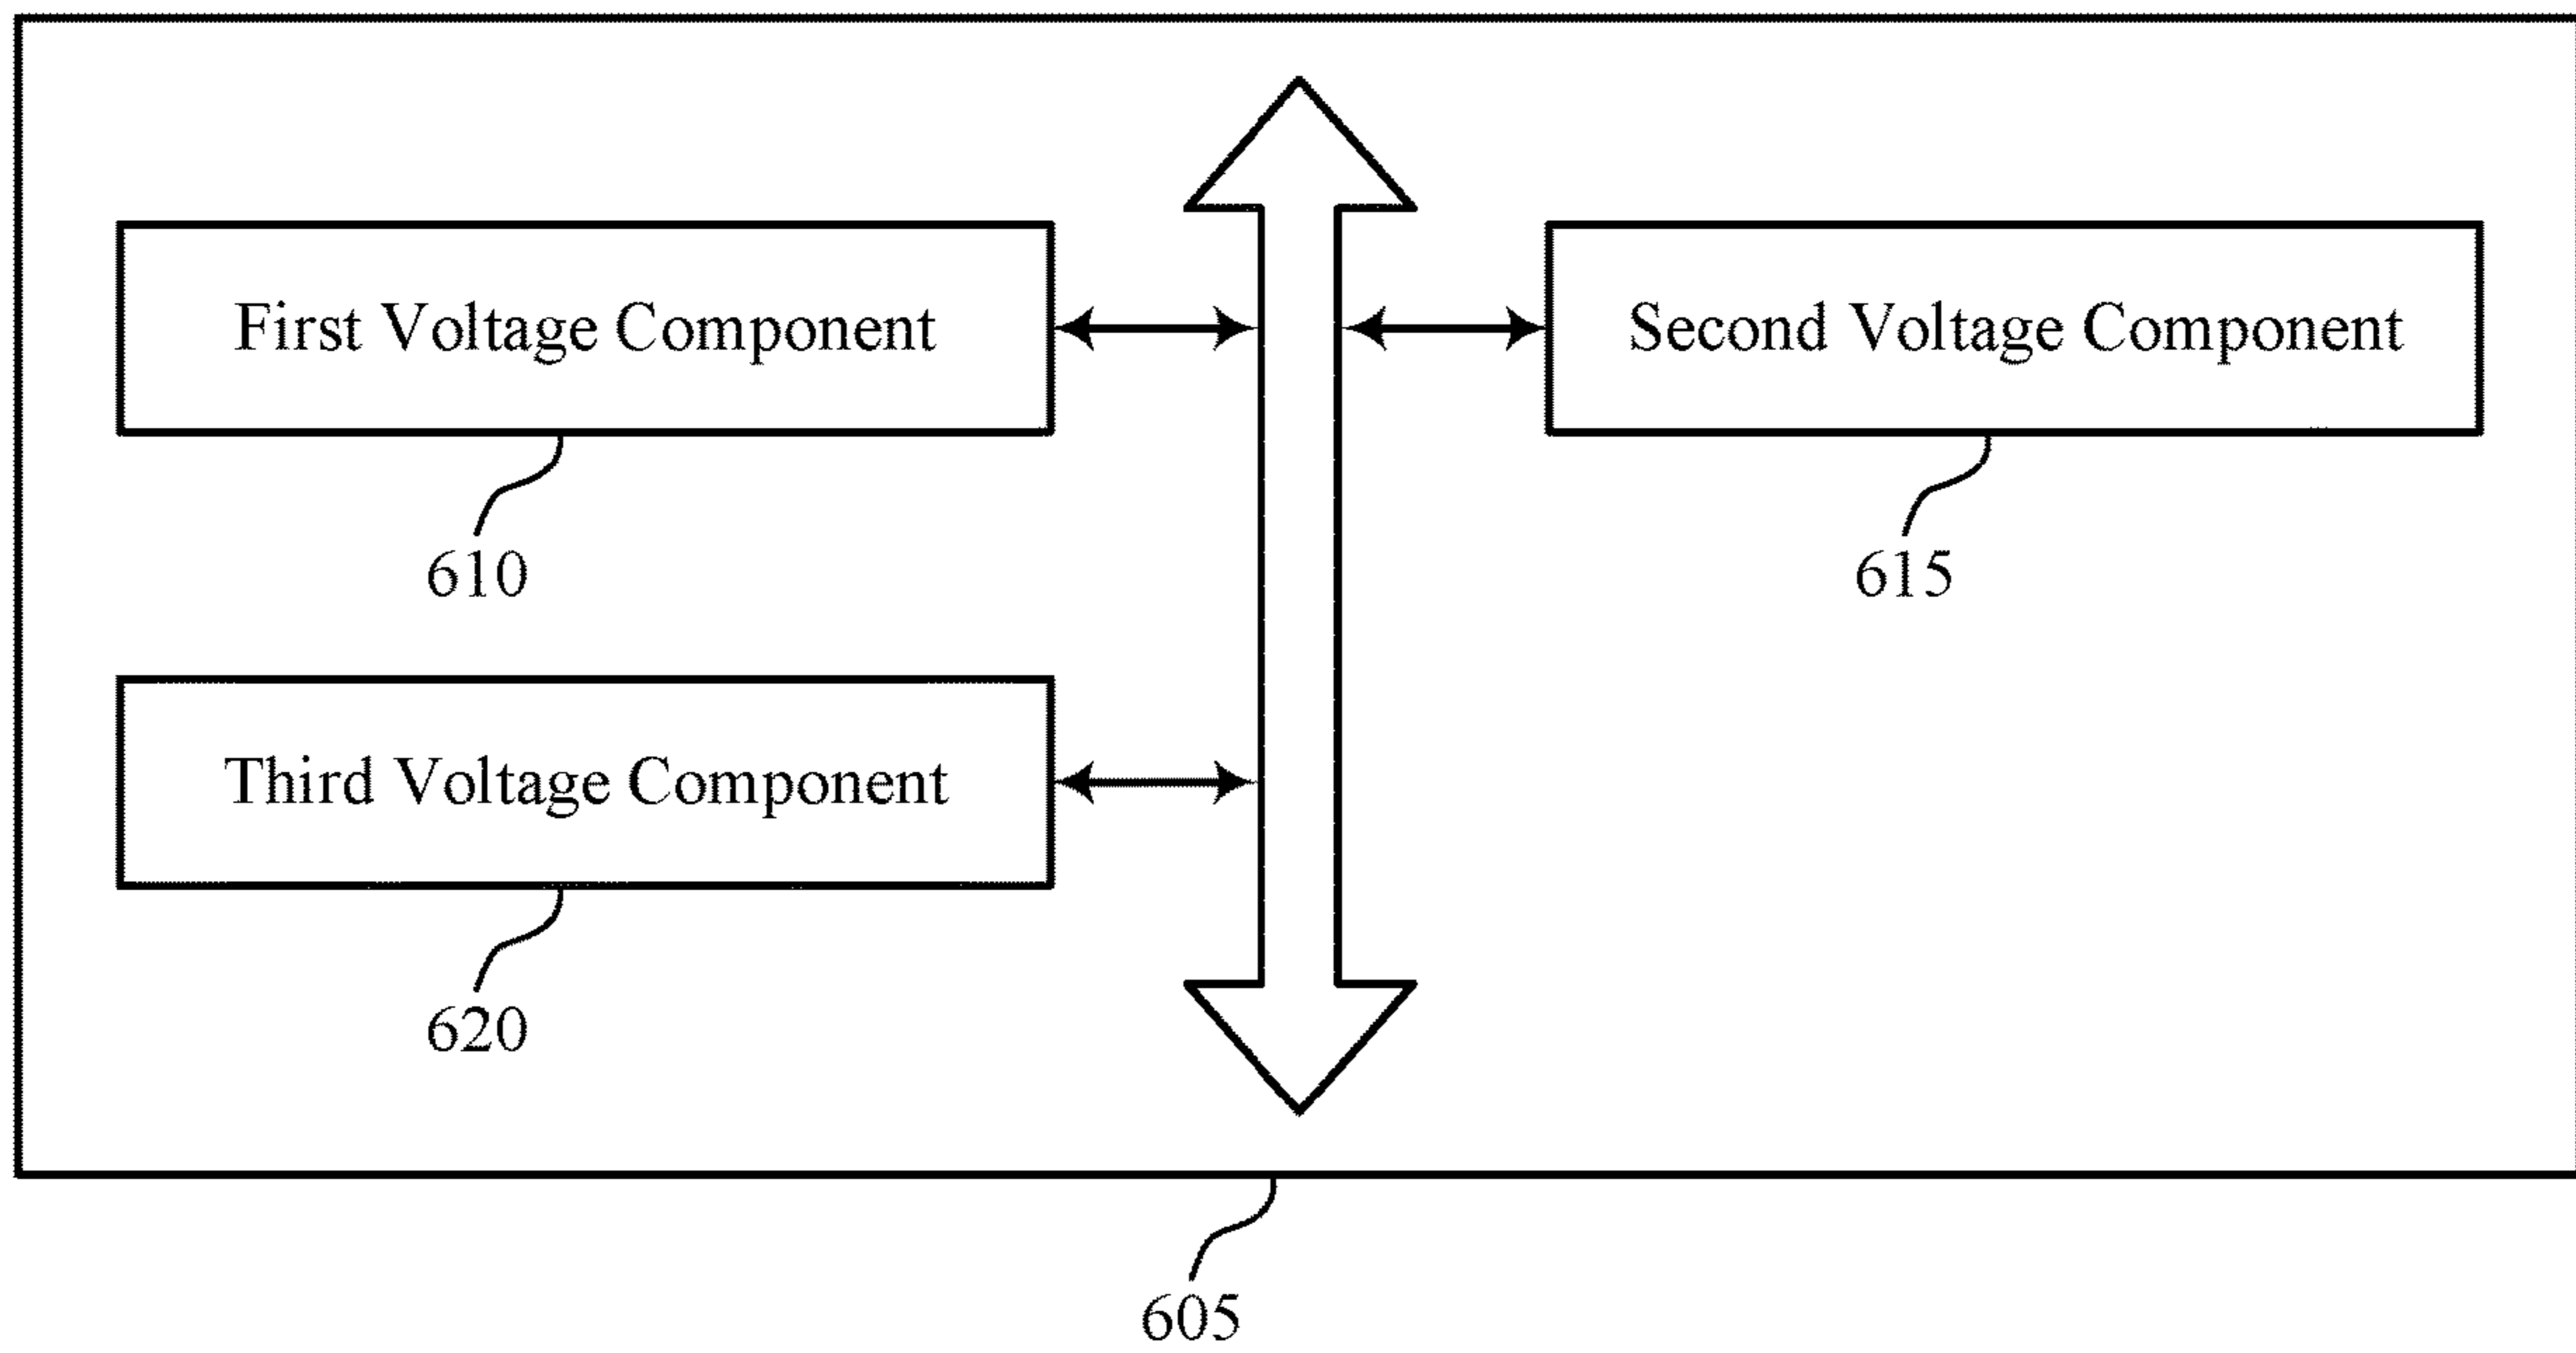 First Voltage Component
Second Voltage Component
610
615
Third Voltage Component
620
605